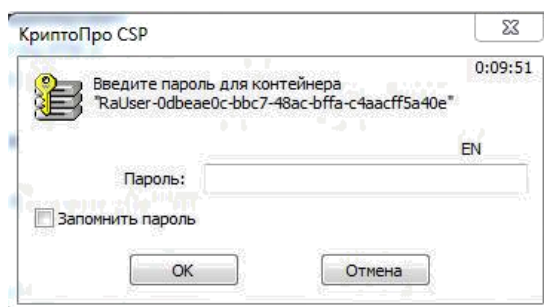 КриптоПро CSP
0:09:51
Введите пароль для контейнера
"RaUser-0dbeae0c-bbc7-48ac-bffa-c4aacff5a40e"
EN
Пароль:
Запомнить пароль
OK
Отмена